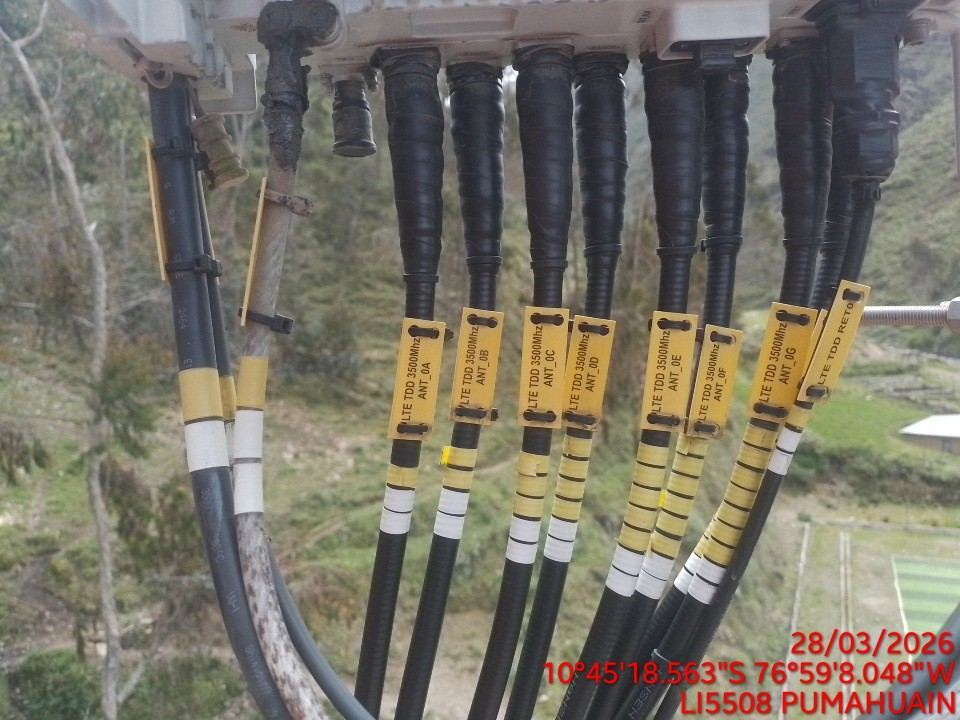 LTE TDD 3500Mhz
ANT_0A
LTE TDD 3500Mhz
ANT_0B
LTE TDD 3500Mhz
ANT_0C
LTE TDD 3500Mhz
ANT_0D
LTE TDD 3500Mhz
ANT_0E
LTE TDD 3500Mhz
ANT_0F
LTE TDD 3500Mhz
ANT_0G
LTE TDD RET0
28/03/2026
10°45'18.563"S 76°59'8.048"W
LI5508 PUMAHUAIN